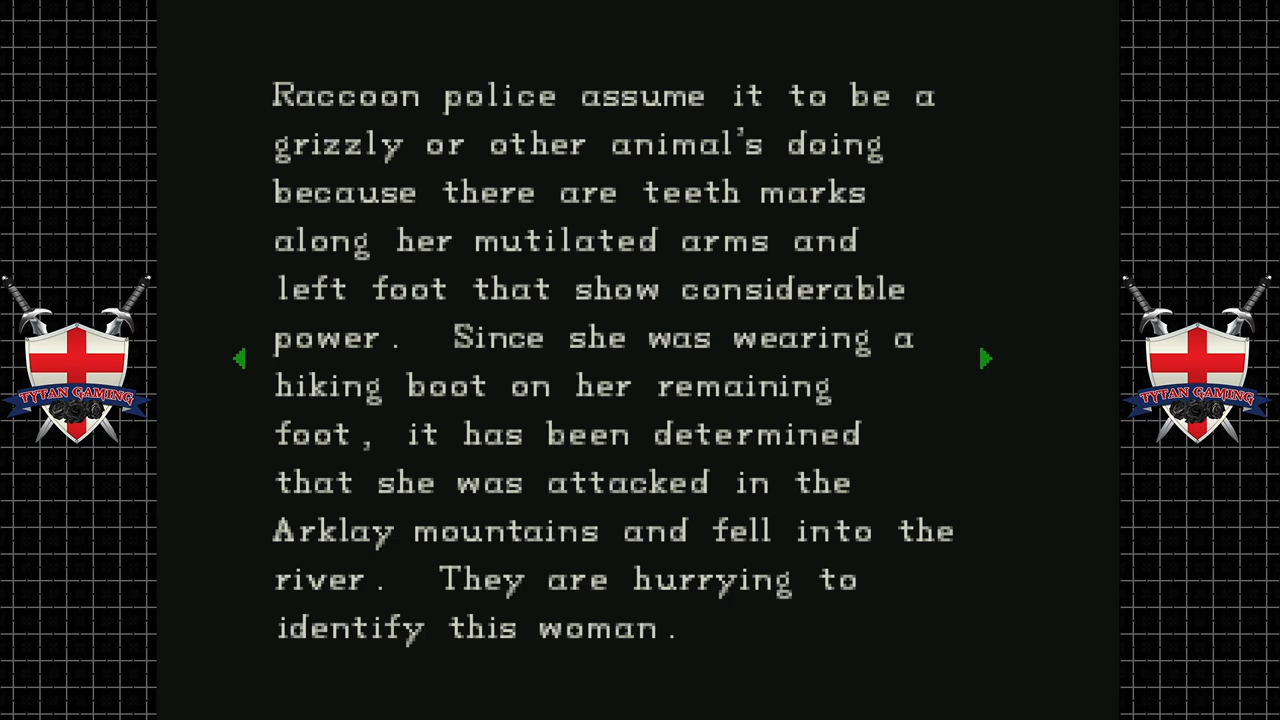 Raccoon police assume it to be a
grizzly or other animal's doing
because there are teeth marks
along her mutilated arms and
left foot that show considerable
power. Since she was wearing a
hiking boot on her remaining
foot, it has been determined
that she was attacked in the
Arklay mountains and fell into the
river. They are hurrying to
identify this woman.
TYTAN GAMING
TYTAN GAMING